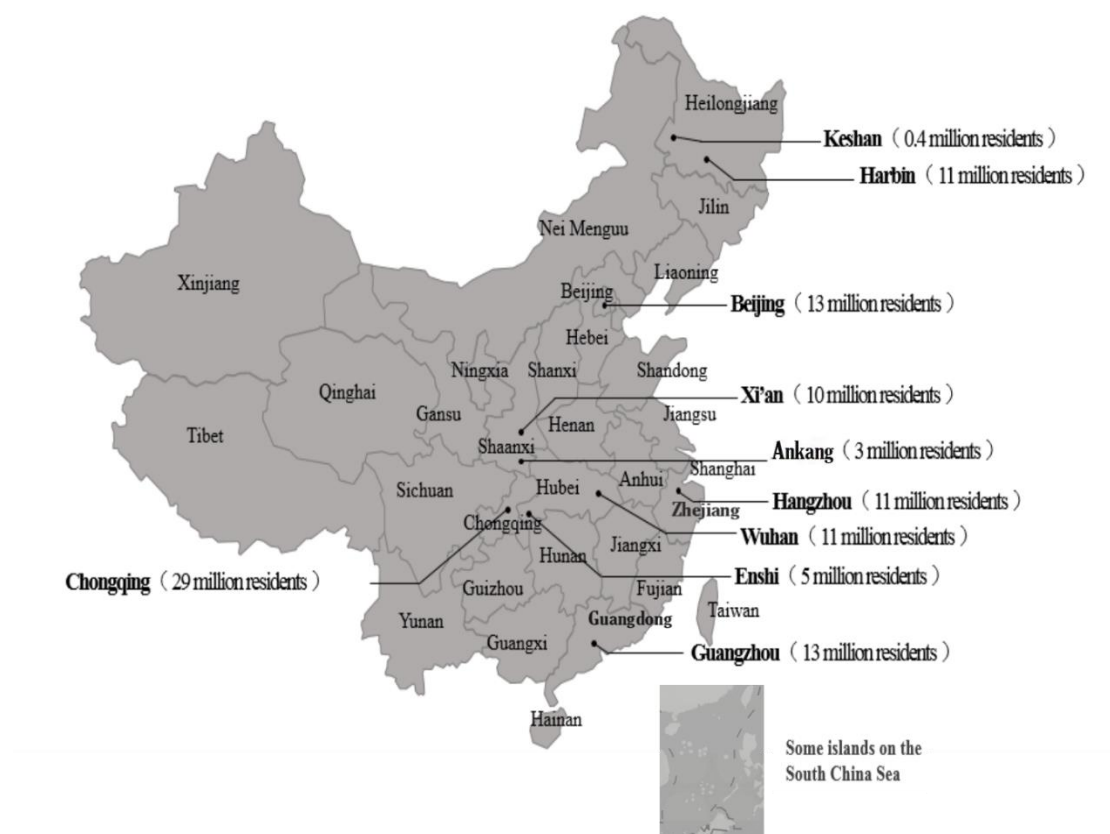 Heilongjiang
Keshan（0.4 million residents）
Harbin（11 million residents）
Jilin
Nei Menguu
Liaoning
Xinjiang
Beijing
Beijing（13 million residents）
Hebei
Ningxia
Shanxi
Shandong
Qinghai
Xi'an（10 million residents）
Gansu
Jiangsu
Henan
Tibet
Shaanxi
Ankang（3 million residents）
Shanghai
Anhui
Sichuan
Hubei
Hangzhou（11 million residents）
Zhejiang
Chongqing
Wuhan（11 million residents）
Jiangxi
Hunan
Enshi（5 million residents）
Chongqing（29 million residents）
Guizhou
Fujian
Taiwan
Yunan
Guangdong
Guangxi
Guangzhou（13 million residents）
Hainan
Some islands on the
South China Sea